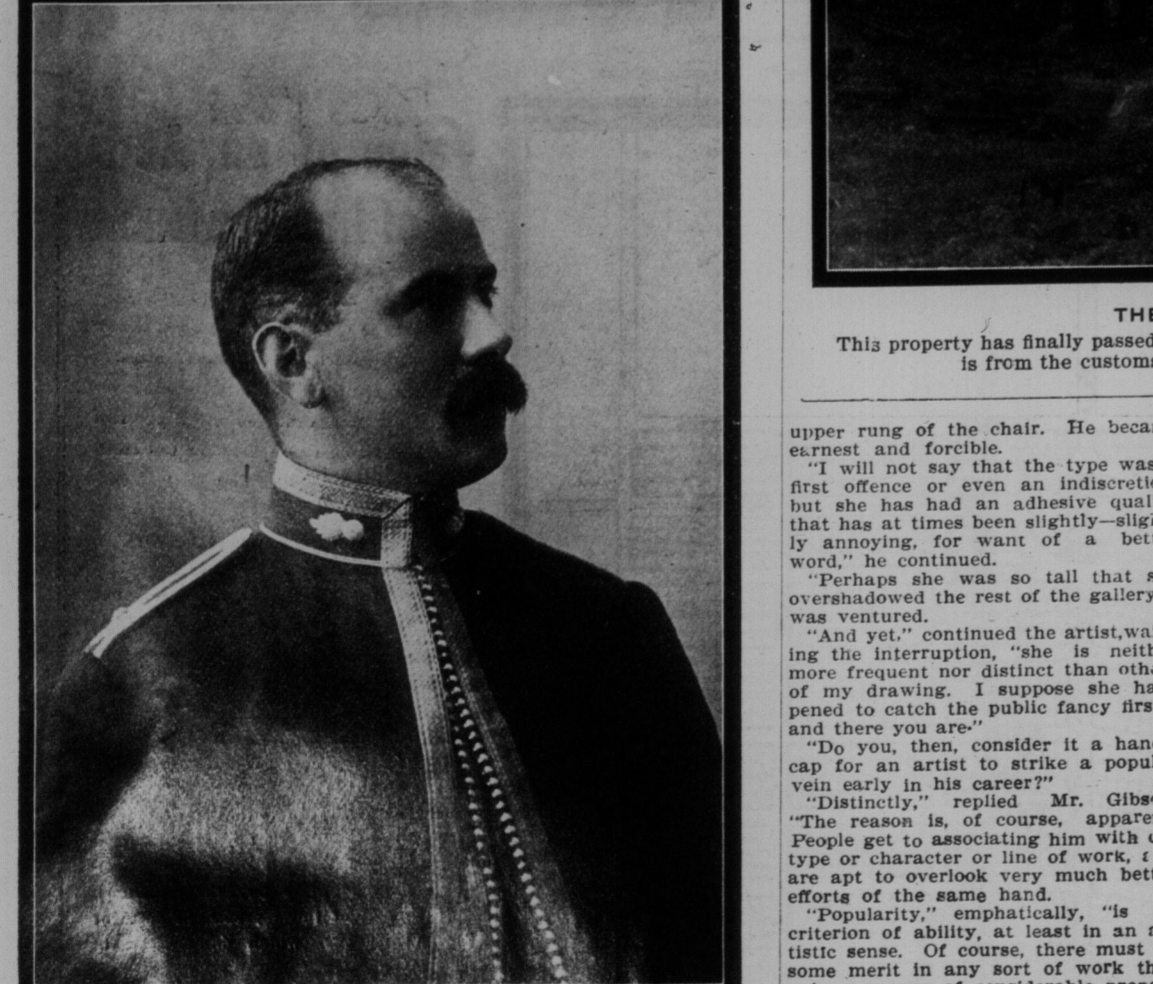 THE
This property has finally passed
is from the customs
upper rung of the chair. He beca
earnest and forcible.
"I will not say that the type was
first offence or even an indiscreti
but she has had an adhesive qual
that has at times been slightly—slig
ly annoying, for want of a bet
word," he continued.
"Perhaps she was so tall that s
overshadowed the rest of the gallery
was ventured.
"And yet," continued the artist, wa
ing the interruption, "she is neith
more frequent nor distinct than oth
of my drawing. I suppose she ha
pened to catch the public fancy firs
and there you are."
"Do you, then, consider it a han
cap for an artist to strike a popul
vein early in his career?"
"Distinctly," replied Mr. Gibs
"The reason is, of course, appare
People get to associating him with
type or character or line of work,
are apt to overlook very much bett
efforts of the same hand.
"Popularity," emphatically, "is
criterion of ability, at least in an a
tistic sense. Of course, there must
some merit in any sort of work th